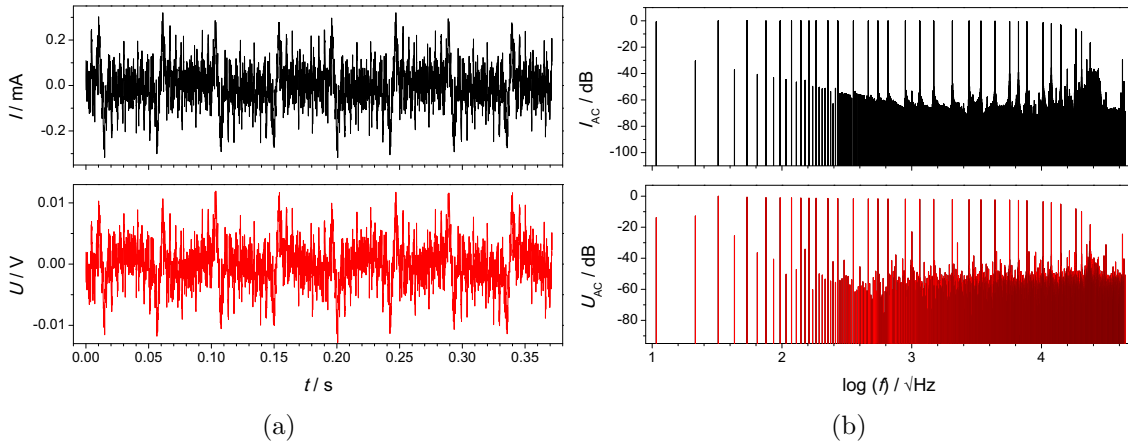 0.2
0.0
-0.2
I / mA
0.01
0.00
-0.01
U / V
0.00 0.05 0.10 0.15 0.20 0.25 0.30 0.35
t / s
(a)
0
-20
-40
-60
-80
-100
I AC / dB
0
-20
-40
-60
-80
U AC / dB
1 2 3 4
log (f) / √Hz
(b)